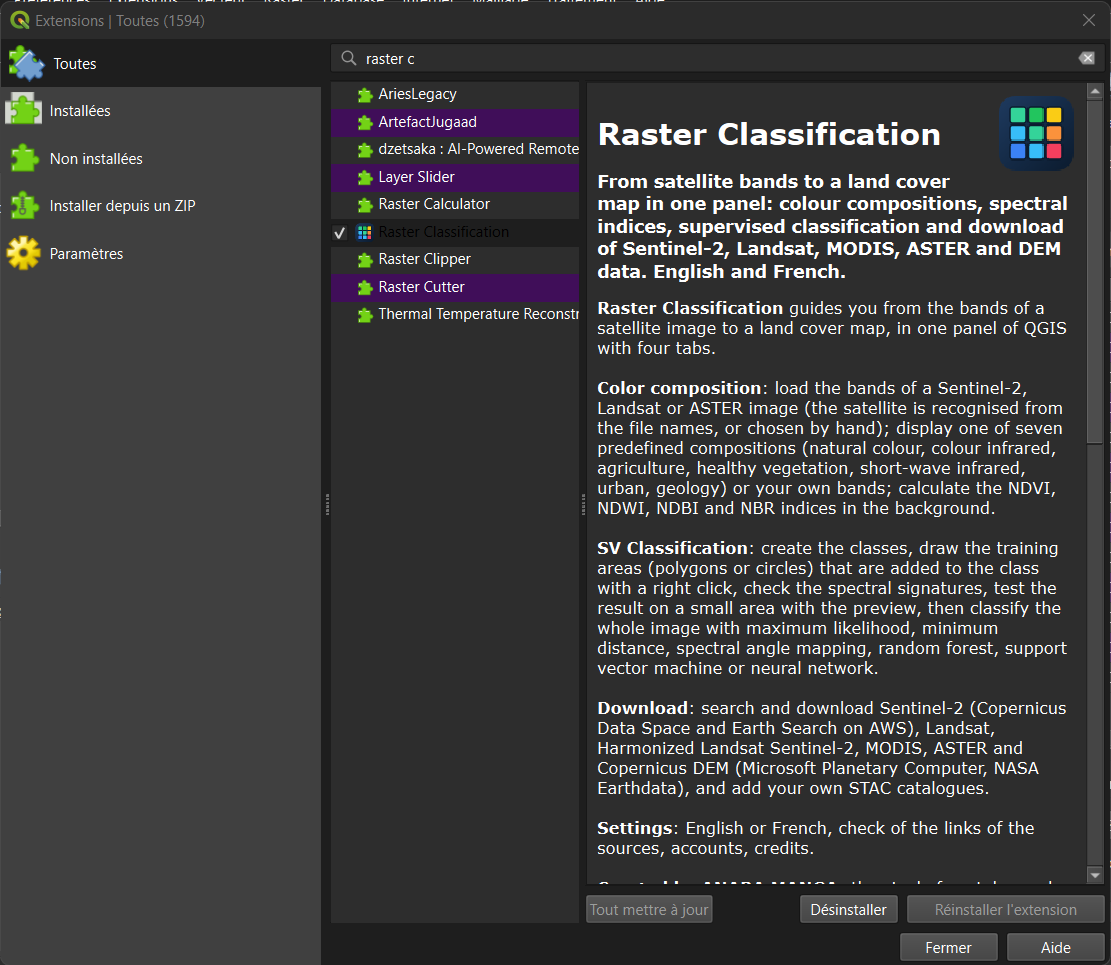 Extensions | Toutes (1594)
Toutes
Installées
Non installées
Installer depuis un ZIP
Paramètres
raster c
AriesLegacy
ArtefactJugaad
dzetsaka : AI-Powered Remote
Layer Slider
Raster Calculator
Raster Classification
Raster Clipper
Raster Cutter
Thermal Temperature Reconstr
Raster Classification
From satellite bands to a land cover
map in one panel: colour compositions, spectral
indices, supervised classification and download
of Sentinel-2, Landsat, MODIS, ASTER and DEM
data. English and French.
Raster Classification guides you from the bands of a
satellite image to a land cover map, in one panel of QGIS
with four tabs.
Color composition: load the bands of a Sentinel-2,
Landsat or ASTER image (the satellite is recognised from
the file names, or chosen by hand); display one of seven
predefined compositions (natural colour, colour infrared,
agriculture, healthy vegetation, short-wave infrared,
urban, geology) or your own bands; calculate the NDVI,
NDWI, NDBI and NBR indices in the background.
SV Classification: create the classes, draw the training
areas (polygons or circles) that are added to the class
with a right click, check the spectral signatures, test the
result on a small area with the preview, then classify the
whole image with maximum likelihood, minimum
distance, spectral angle mapping, random forest, support
vector machine or neural network.
Download: search and download Sentinel-2 (Copernicus
Data Space and Earth Search on AWS), Landsat,
Harmonized Landsat Sentinel-2, MODIS, ASTER and
Copernicus DEM (Microsoft Planetary Computer, NASA
Earthdata), and add your own STAC catalogues.
Settings: English or French, check of the links of the
sources, accounts, credits.
Tout mettre à jour
Désinstaller
Réinstaller l'extension
Fermer
Aide